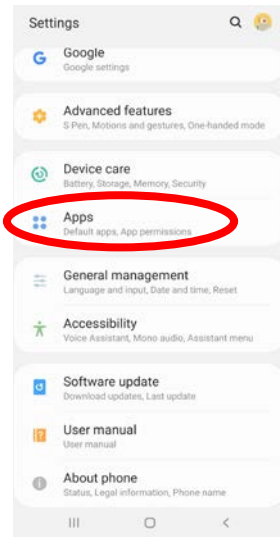 Settings
Google
Google settings
Advanced features
S Pen, Motions and gestures, One-handed mode
Device care
Battery, Storage, Memory, Security
Apps
Default apps, App permissions
General management
Language and input, Date and time, Reset
Accessibility
Voice Assistant, Mono audio, Assistant menu
Software update
Download updates, Last update
User manual
User manual
About phone
Status, Legal information, Phone name